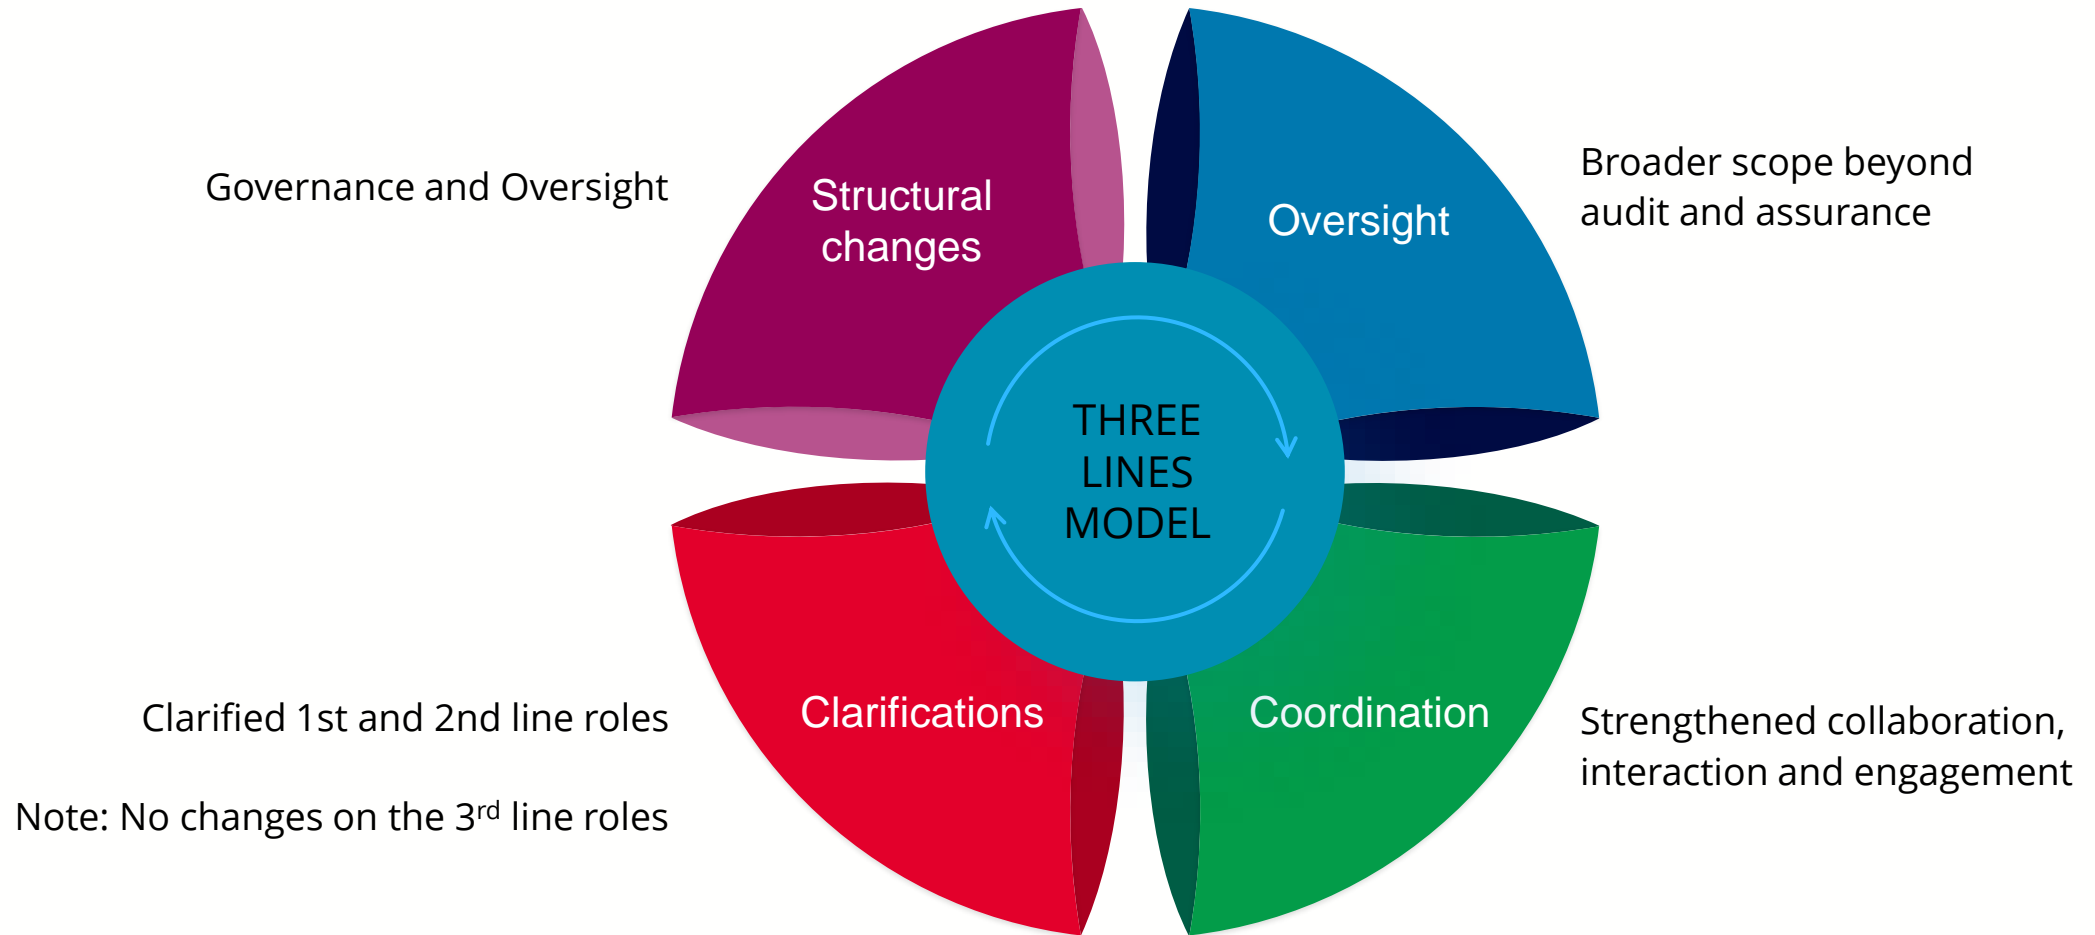 Governance and Oversight
Structural
changes
Oversight
Broader scope beyond
audit and assurance
THREE
LINES
MODEL
Clarified 1st and 2nd line roles
Note: No changes on the 3rd line roles
Clarifications
Coordination
Strengthened collaboration,
interaction and engagement